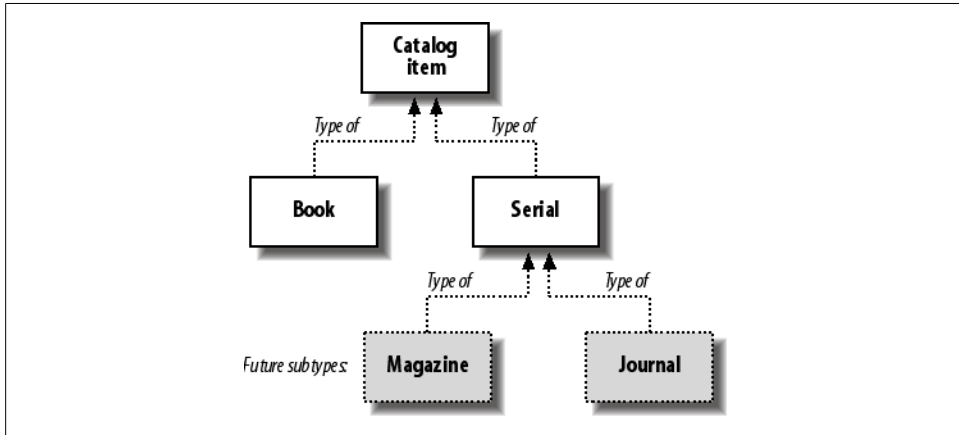 Catalog
item
Type of
Type of
Book
Serial
Type of
Type of
Future subtypes:
Magazine
Journal